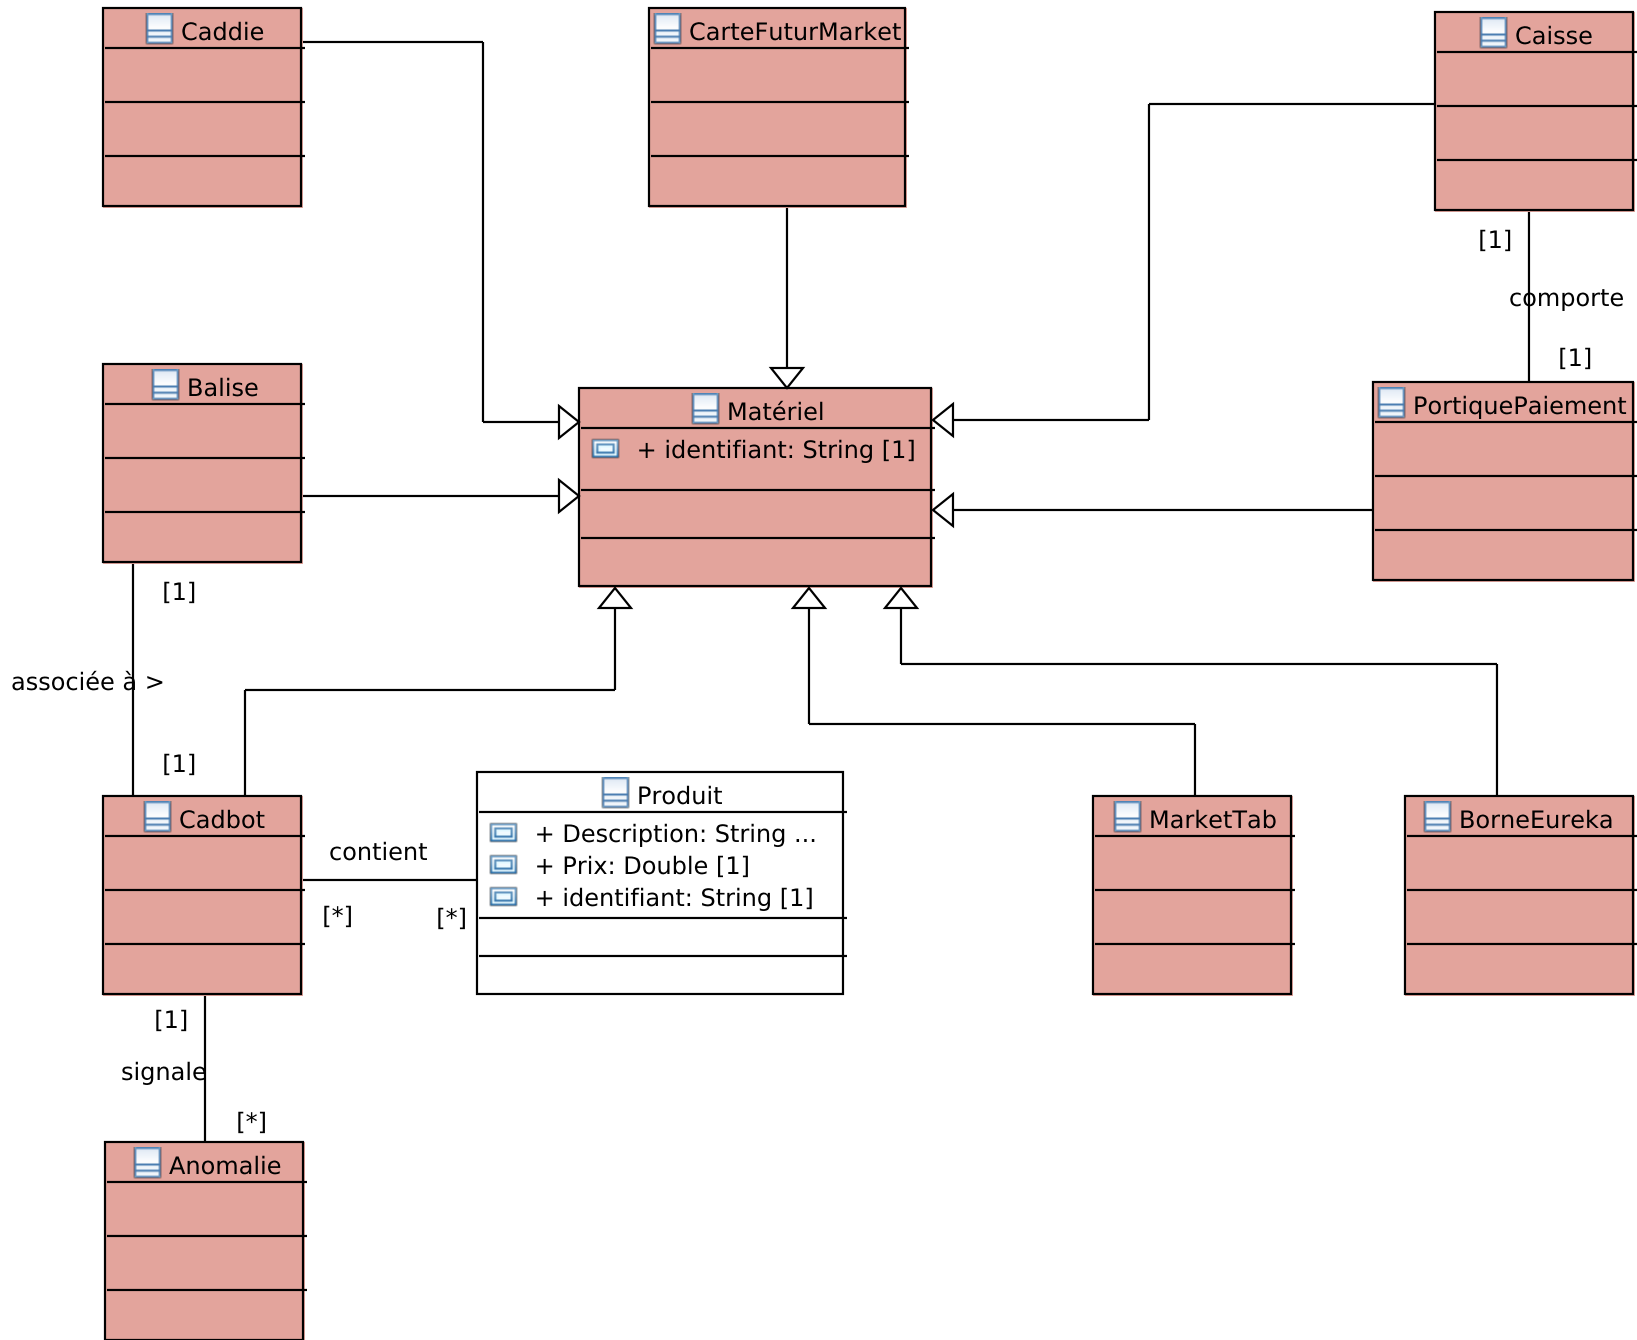 Caddie
CarteFuturMarket
Caisse
[1]
comporte
[1]
Balise
Matériel
+ identifiant: String [1]
PortiquePaiement
[1]
associée à >
[1]
Cadbot
contient
[*]
[*]
Produit
+ Description: String ...
+ Prix: Double [1]
+ identifiant: String [1]
MarketTab
BorneEureka
[1]
signale
[*]
Anomalie